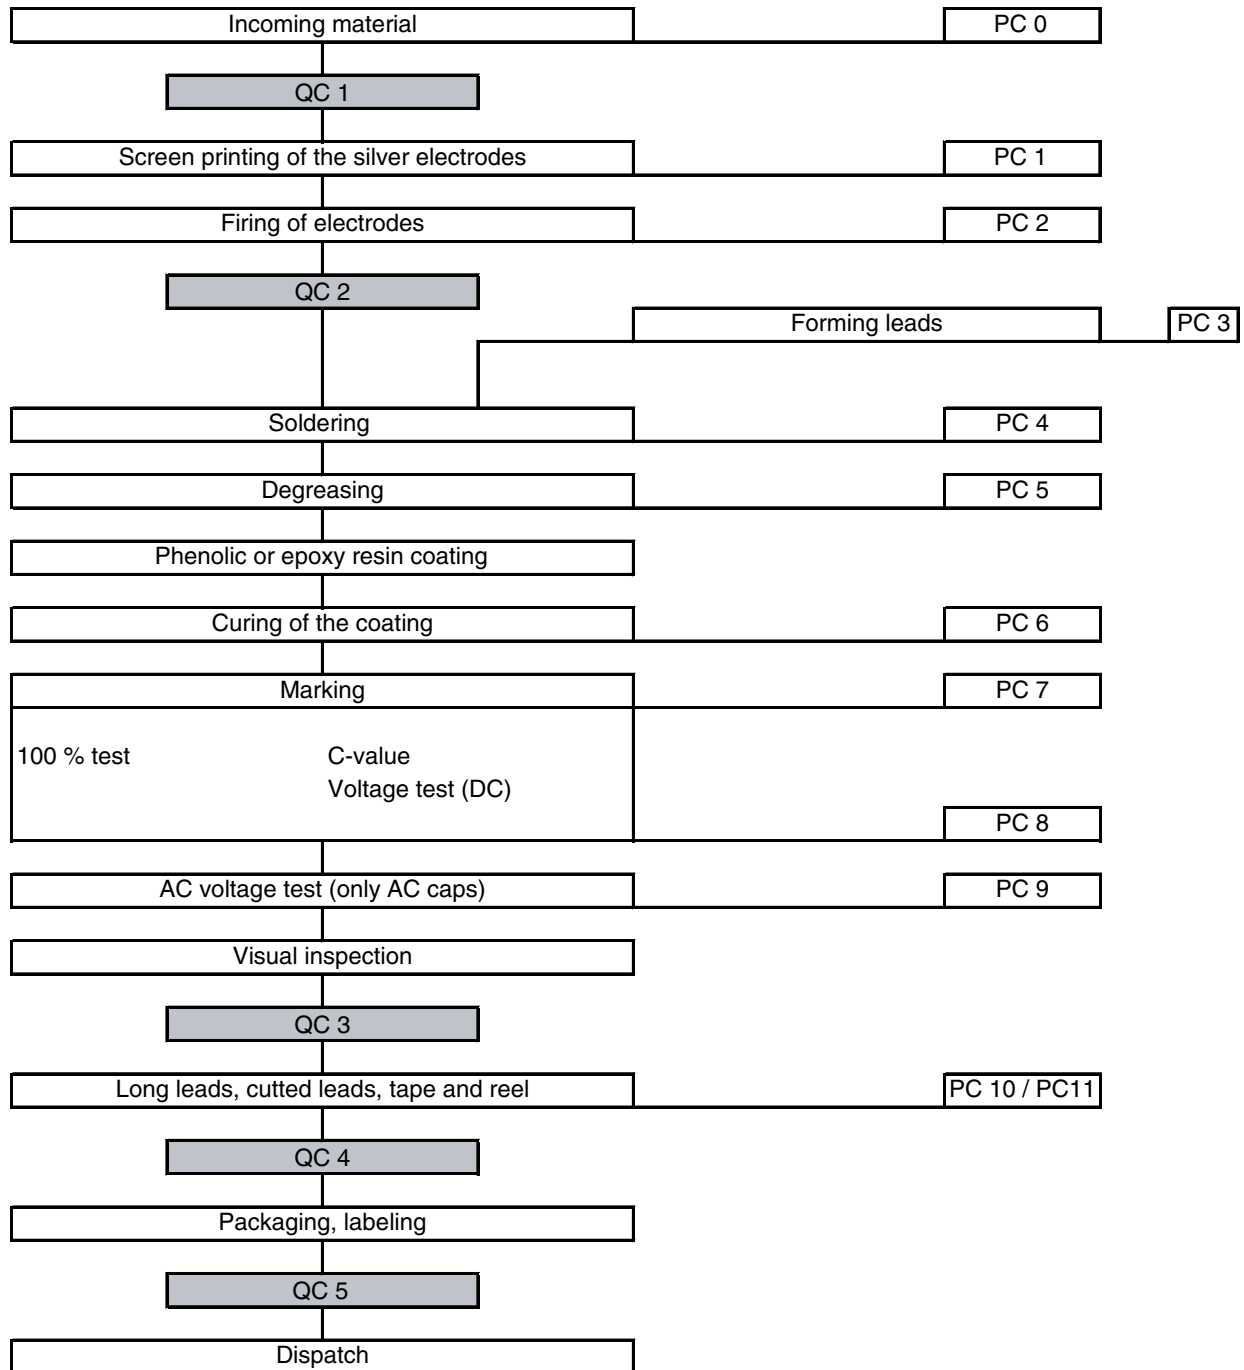 Incoming material
PC 0
QC 1
Screen printing of the silver electrodes
PC 1
Firing of electrodes
PC 2
QC 2
Forming leads
PC 3
Soldering
PC 4
Degreasing
PC 5
Phenolic or epoxy resin coating
Curing of the coating
PC 6
Marking
PC 7
100 % test
C-value
Voltage test (DC)
PC 8
AC voltage test (only AC caps)
PC 9
Visual inspection
QC 3
Long leads, cutted leads, tape and reel
PC 10 / PC11
QC 4
Packaging, labeling
QC 5
Dispatch